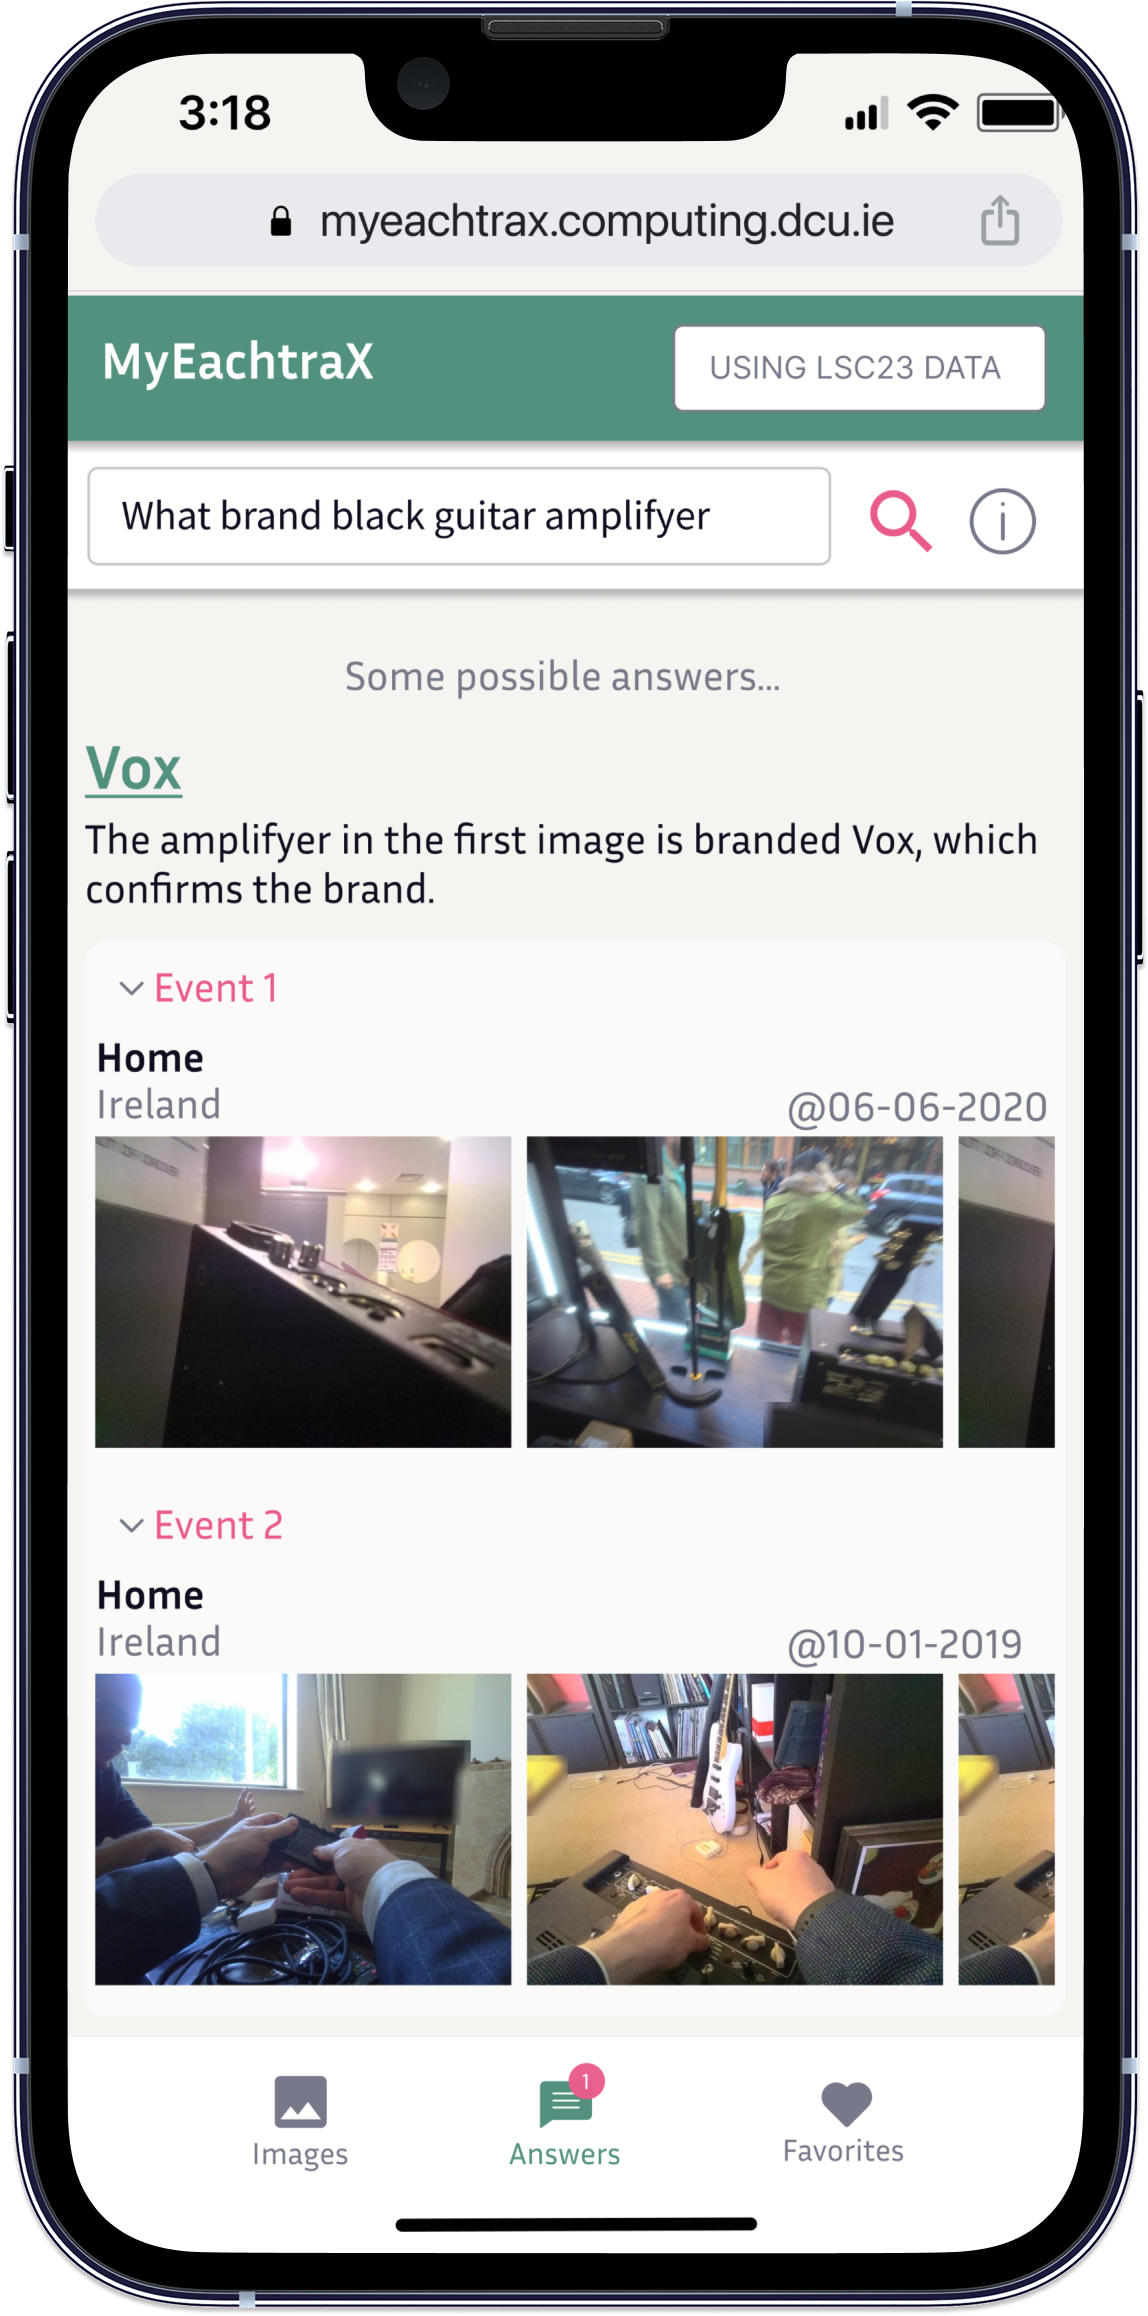 3:18
myeachtrax.computing.dcu.ie
MyEachtraX
USING LSC23 DATA
What brand black guitar amplifyer
Some possible answers...
Vox
The amplifyer in the first image is branded Vox, which
confirms the brand.
Event 1
Home
Ireland
@06-06-2020
Event 2
Home
Ireland
@10-01-2019
1
Images
Answers
Favorites